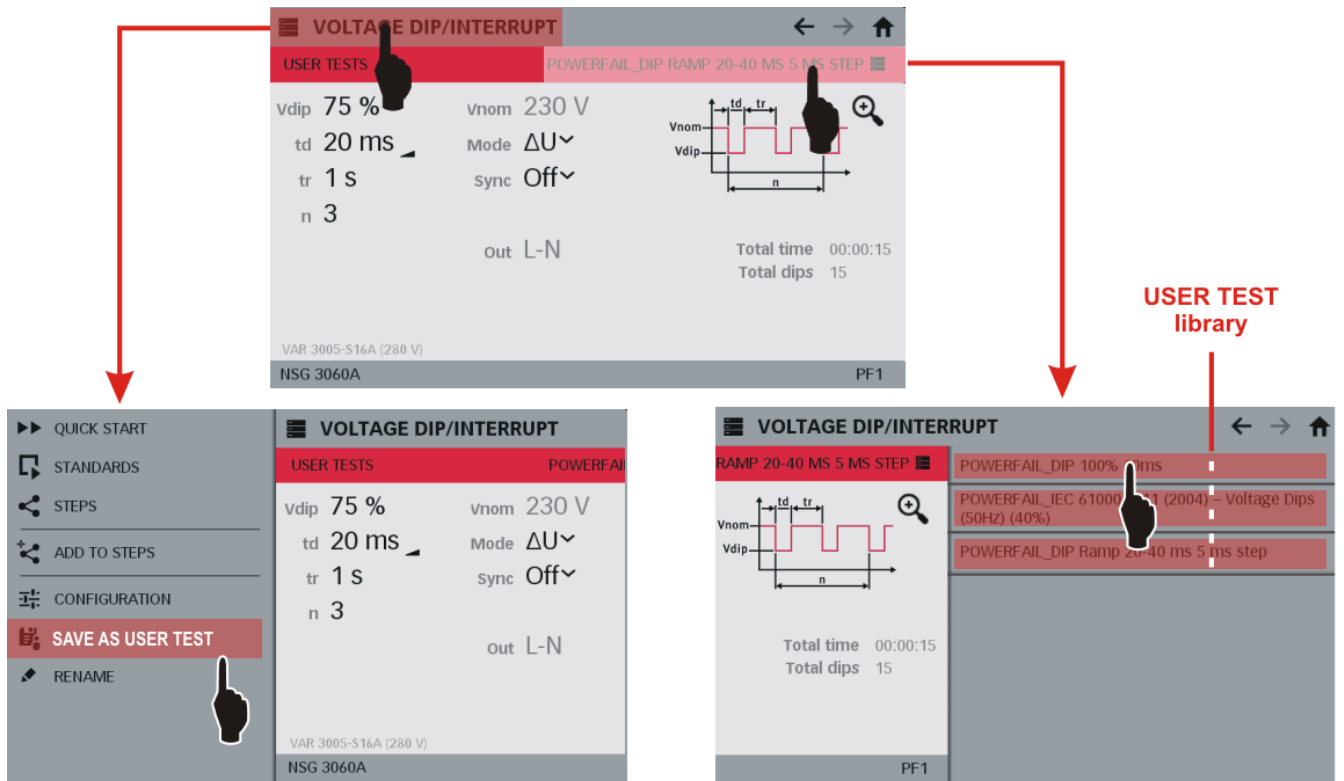 VOLTAGE DIP/INTERRUPT
USER TESTS POWERFAIL_DIP RAMP 20-40 MS 5 MS STEP
Vdip 75 % Vnom 230 V
td 20 ms Mode ΔU
tr 1 s Sync Off
n 3
td tr
Vnom
Vdip
n
Out L-N
Total time 00:00:15
Total dips 15
VAR 3005-S16A (280 V)
NSG 3060A PF1
USER TEST
library
QUICK START
STANDARDS
STEPS
ADD TO STEPS
CONFIGURATION
SAVE AS USER TEST
RENAME
VOLTAGE DIP/INTERRUPT
USER TESTS POWERFAI
Vdip 75 % Vnom 230 V
td 20 ms Mode ΔU
tr 1 s Sync Off
n 3
Out L-N
VAR 3005-S16A (280 V)
NSG 3060A
VOLTAGE DIP/INTERRUPT
RAMP 20-40 MS 5 MS STEP
td tr
Vnom
Vdip
n
Total time 00:00:15
Total dips 15
PF1
POWERFAIL_DIP 100%
POWERFAIL_IEC (2004) – Voltage Dips
(50Hz) (40%)
POWERFAIL_DIP Ramp 20-40 ms 5 ms step